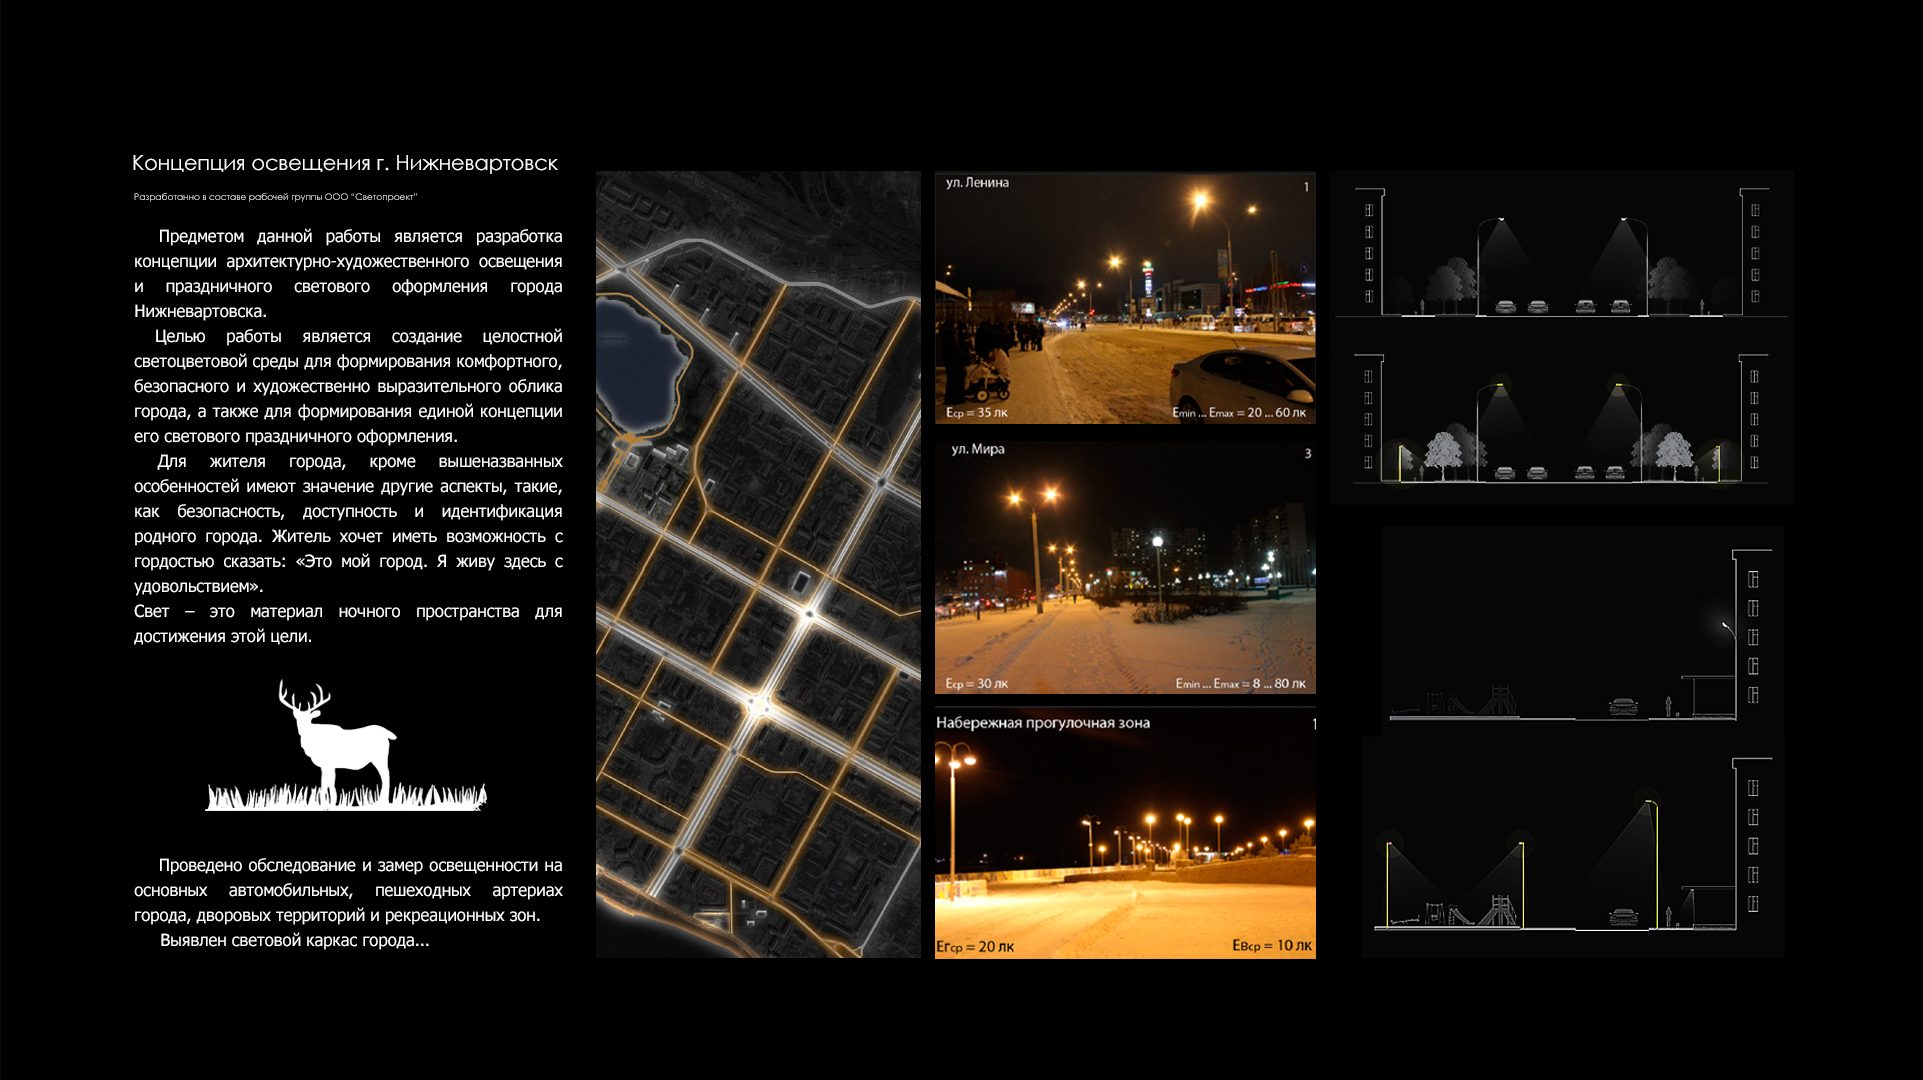 Концепция освещения г. Нижневартовск
Разработанно в составе рабочей группы ООО "Светопроект"
Предметом данной работы является разработка
концепции архитектурно-художественного освещения
и праздничного светового оформления города
Нижневартовска.
Целью работы является создание целостной
светоцветовой среды для формирования комфортного,
безопасного и художественно выразительного облика
города, а также для формирования единой концепции
его светового праздничного оформления.
Для жителя города, кроме вышеназванных
особенностей имеют значение другие аспекты, такие,
как безопасность, доступность и идентификация
родного города. Житель хочет иметь возможность с
гордостью сказать: «Это мой город. Я живу здесь с
удовольствием».
Свет – это материал ночного пространства для
достижения этой цели.
Проведено обследование и замер освещенности на
основных автомобильных, пешеходных артериах
города, дворовых территорий и рекреационных зон.
Выявлен световой каркас города...
ул. Ленина
1
Eср = 35 лк
Emin ... Emax = 20 ... 60 лк
ул. Мира
3
Eср = 30 лк
Emin ... Emax = 8 ... 80 лк
Набережная прогулочная зона
1
Eгср = 20 лк
Eвср = 10 лк